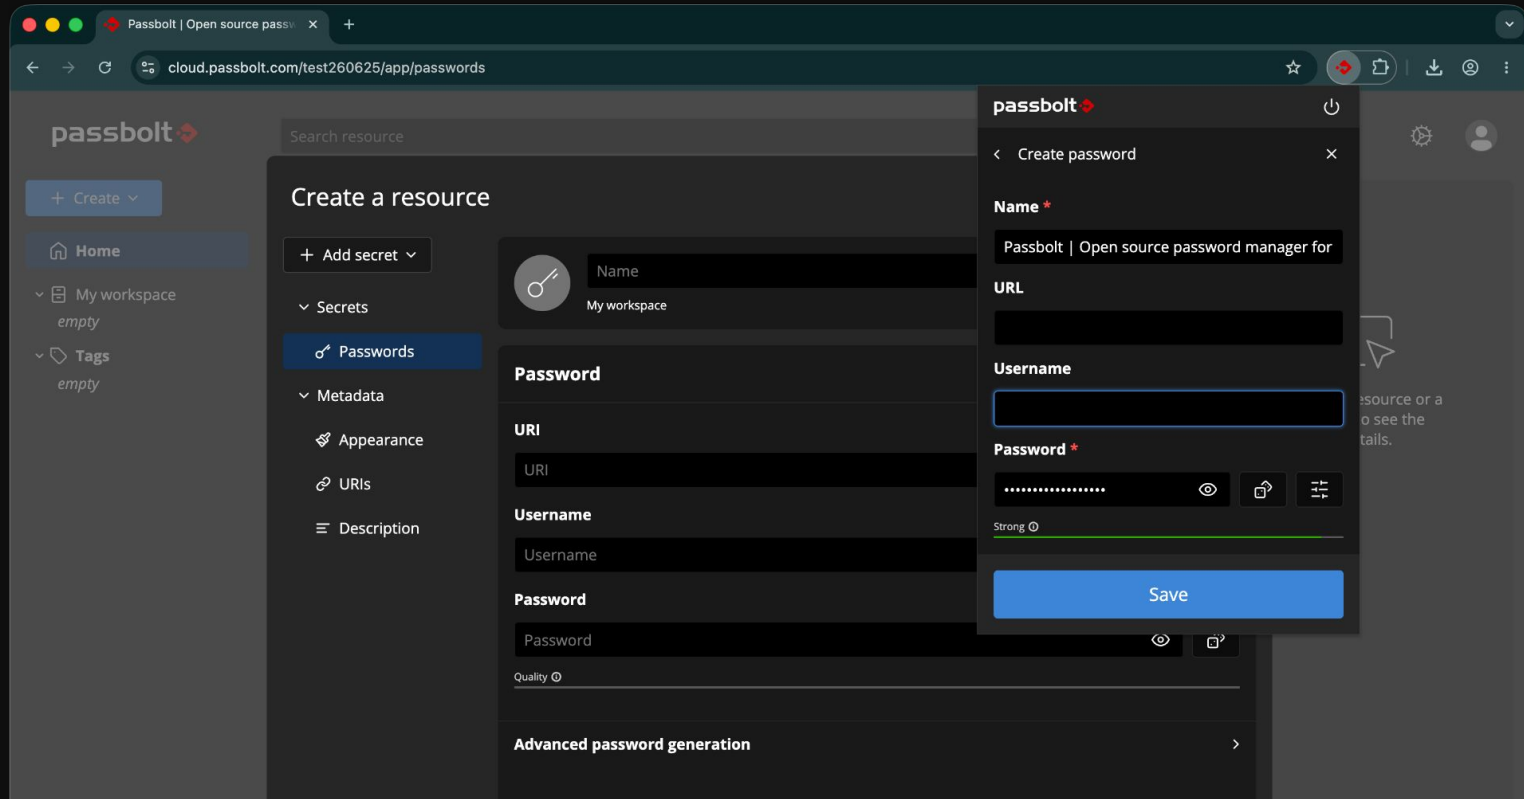 Passbolt | Open source passw
cloud.passbolt.com/test260625/app/passwords
passbolt
Search resource
Create
Home
My workspace
empty
Tags
empty
Create a resource
Add secret
Secrets
Passwords
Metadata
Appearance
URIs
Description
Name
My workspace
Password
URI
URI
Username
Username
Password
Password
Quality
Advanced password generation
passbolt
Create password
Name *
Passbolt | Open source password manager for
URL
Username
Password *
••••••••••••••••••
Strong
Save
esource or a
o see the
tails.